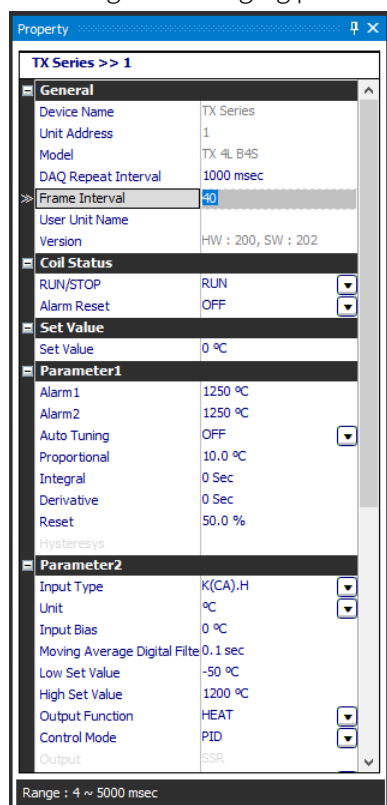 Property
TX Series >> 1
General
Device Name TX Series
Unit Address 1
Model TX 4L B4S
DAQ Repeat Interval 1000 msec
Frame Interval 40
User Unit Name
Version HW : 200, SW : 202
Coil Status
RUN/STOP RUN
Alarm Reset OFF
Set Value
Set Value 0 ºC
Parameter1
Alarm1 1250 ºC
Alarm2 1250 ºC
Auto Tuning OFF
Proportional 10.0 ºC
Integral 0 Sec
Derivative 0 Sec
Reset 50.0 %
Hysteresys
Parameter2
Input Type K(CA).H
Unit ºC
Input Bias 0 ºC
Moving Average Digital Filte 0.1 sec
Low Set Value -50 ºC
High Set Value 1200 ºC
Output Function HEAT
Control Mode PID
Output SSR
Range : 4 ~ 5000 msec